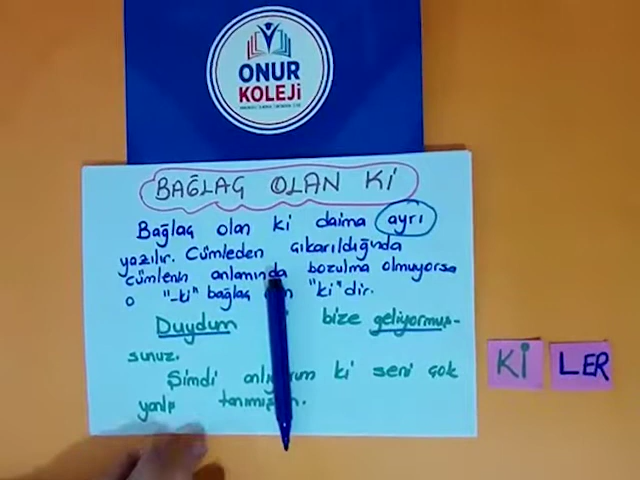 ONUR
KOLEJİ
BAĞLAÇ OLAN Kİ
Bağlaç olan ki daima ayrı
yazılır. Cümleden çıkarıldığında
cümlenin anlamında bozulma olmuyorsa
o "-ki" bağlaç "ki"dir.
Duydum bize geliyormuş-
sunuz.
Şimdi ki seni çok
yanlış
Kİ LER